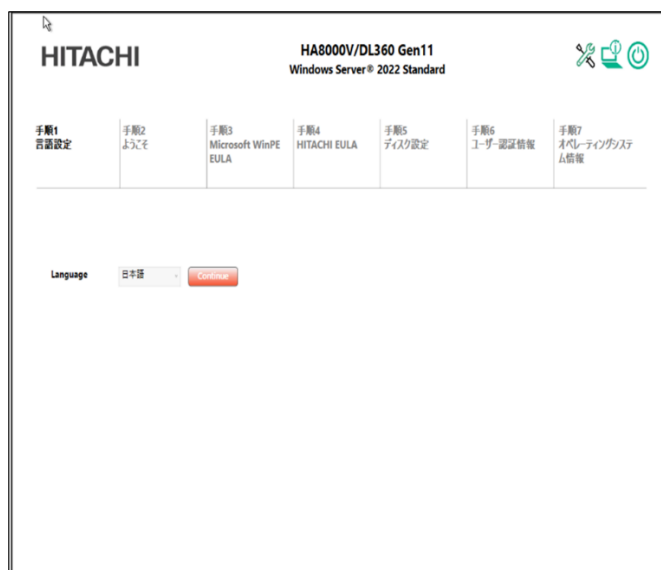 HITACHI
HA8000V/DL360 Gen11
Windows Server® 2022 Standard
手順1
言語設定
手順2
ようこそ
手順3
Microsoft WinPE
EULA
手順4
HITACHI EULA
手順5
ディスク設定
手順6
ユーザー認証情報
手順7
オペレーティングシステ
ム情報
Language
日本語
Continue